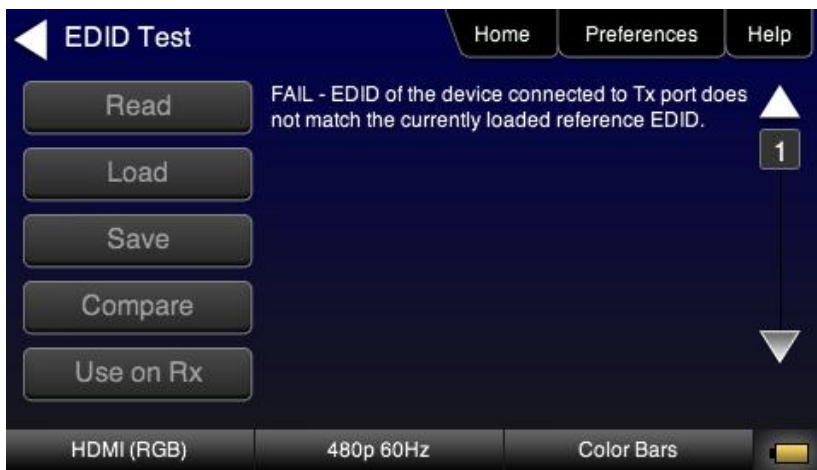 EDID Test
Home
Preferences
Help
Read
Load
Save
Compare
Use on Rx
FAIL - EDID of the device connected to Tx port does
not match the currently loaded reference EDID.
1
HDMI (RGB)
480p 60Hz
Color Bars